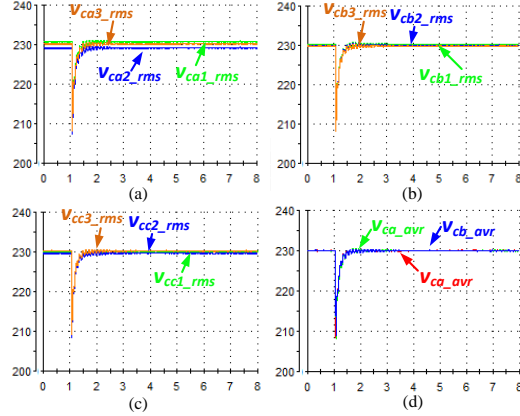 v_ca3_rms
v_ca1_rms
v_ca2_rms
240
230
220
210
200
0 1 2 3 4 5 6 7 8
(a)
v_cb3_rms
v_cb2_rms
v_cb1_rms
240
230
220
210
200
0 1 2 3 4 5 6 7 8
(b)
v_cc3_rms
v_cc2_rms
v_cc1_rms
240
230
220
210
200
0 1 2 3 4 5 6 7 8
(c)
v_ca_avr
v_cb_avr
v_ca_avr
240
230
220
210
200
0 1 2 3 4 5 6 7 8
(d)